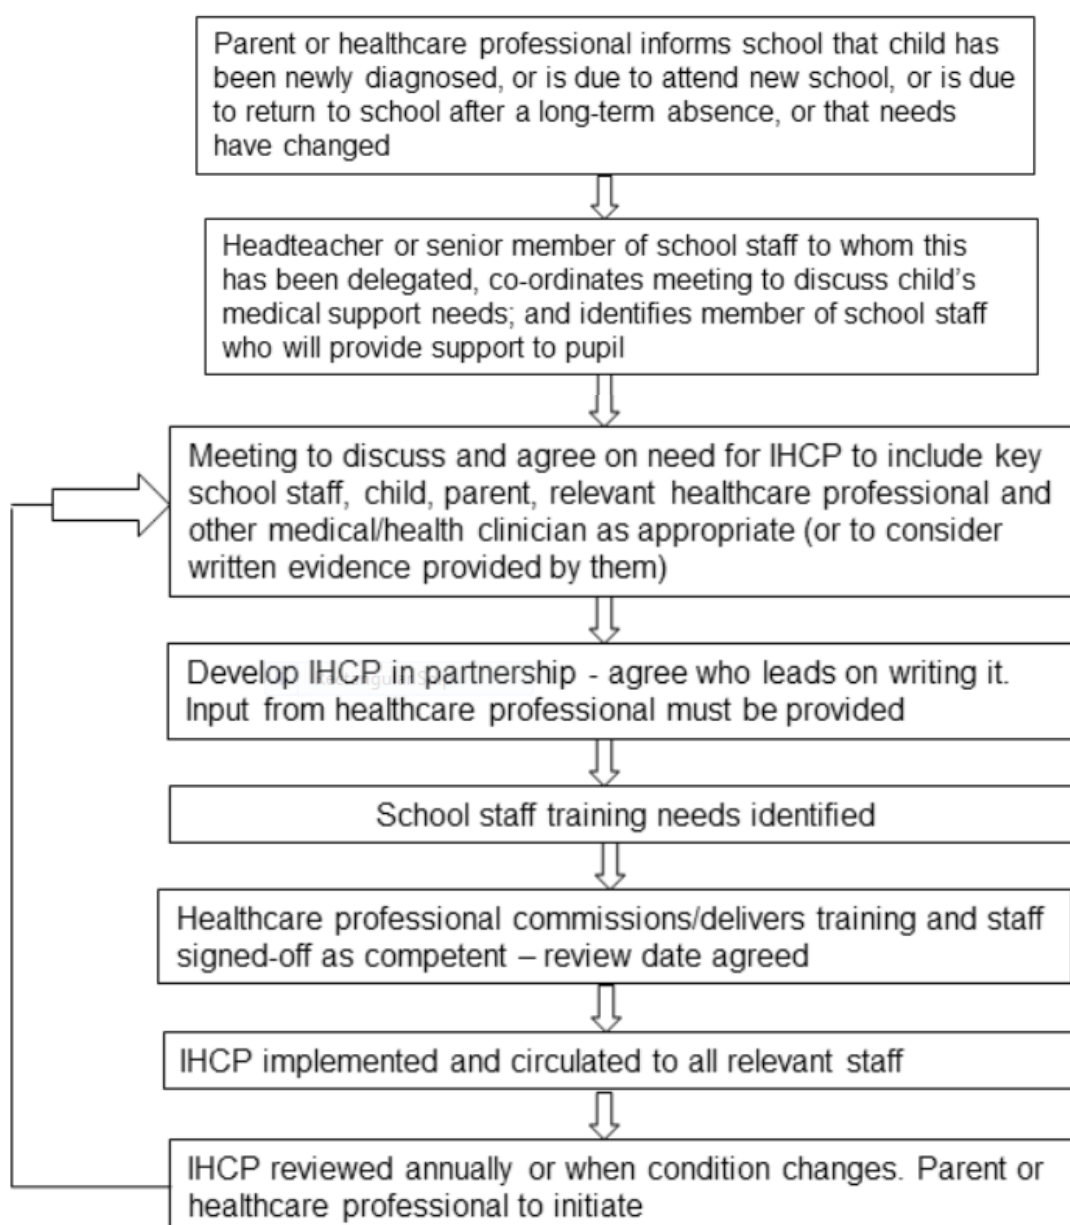 Parent or healthcare professional informs school that child has
been newly diagnosed, or is due to attend new school, or is due
to return to school after a long-term absence, or that needs
have changed
Headteacher or senior member of school staff to whom this
has been delegated, co-ordinates meeting to discuss child's
medical support needs; and identifies member of school staff
who will provide support to pupil
Meeting to discuss and agree on need for IHCP to include key
school staff, child, parent, relevant healthcare professional and
other medical/health clinician as appropriate (or to consider
written evidence provided by them)
Develop IHCP in partnership - agree who leads on writing it.
Input from healthcare professional must be provided
School staff training needs identified
Healthcare professional commissions/delivers training and staff
signed-off as competent – review date agreed
IHCP implemented and circulated to all relevant staff
IHCP reviewed annually or when condition changes. Parent or
healthcare professional to initiate